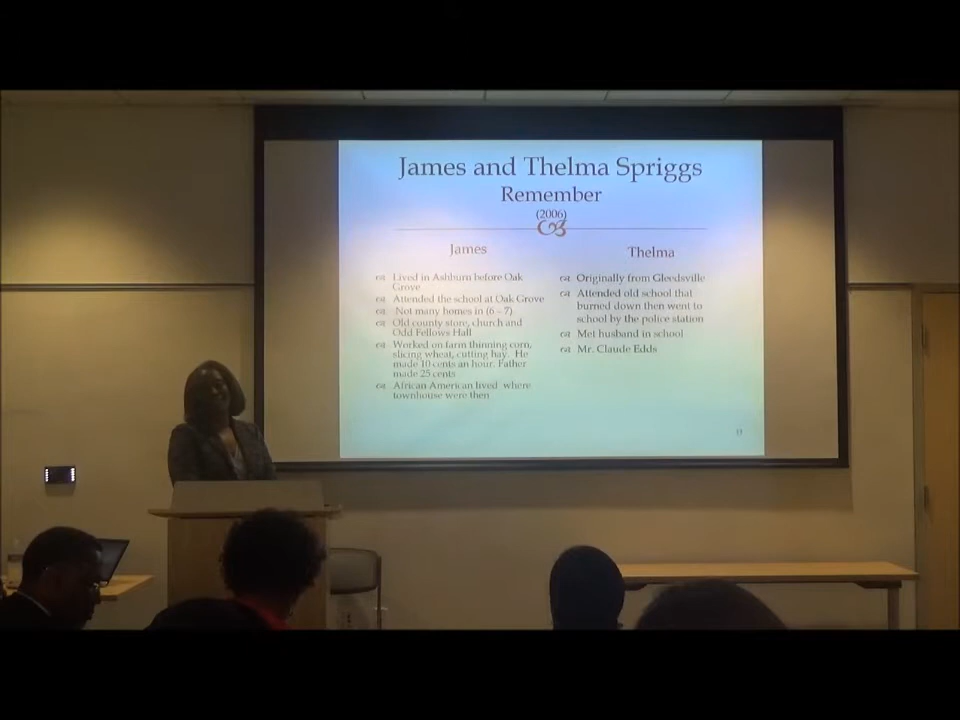 James and Thelma Spriggs
Remember
(2006)
James
Lived in Ashburn before Oak
Grove
Attended the school at Oak Grove
Not many homes in (6 – 7)
Old county store, church and
Odd Fellows Hall
Worked on farm thinning corn,
slicing wheat, cutting hay. He
made 10 cents an hour. Father
made 25 cents
African American lived where
townhouse were then
Thelma
Originally from Gleedsville
Attended old school that
burned down then went to
school by the police station
Met husband in school
Mr. Claude Edds